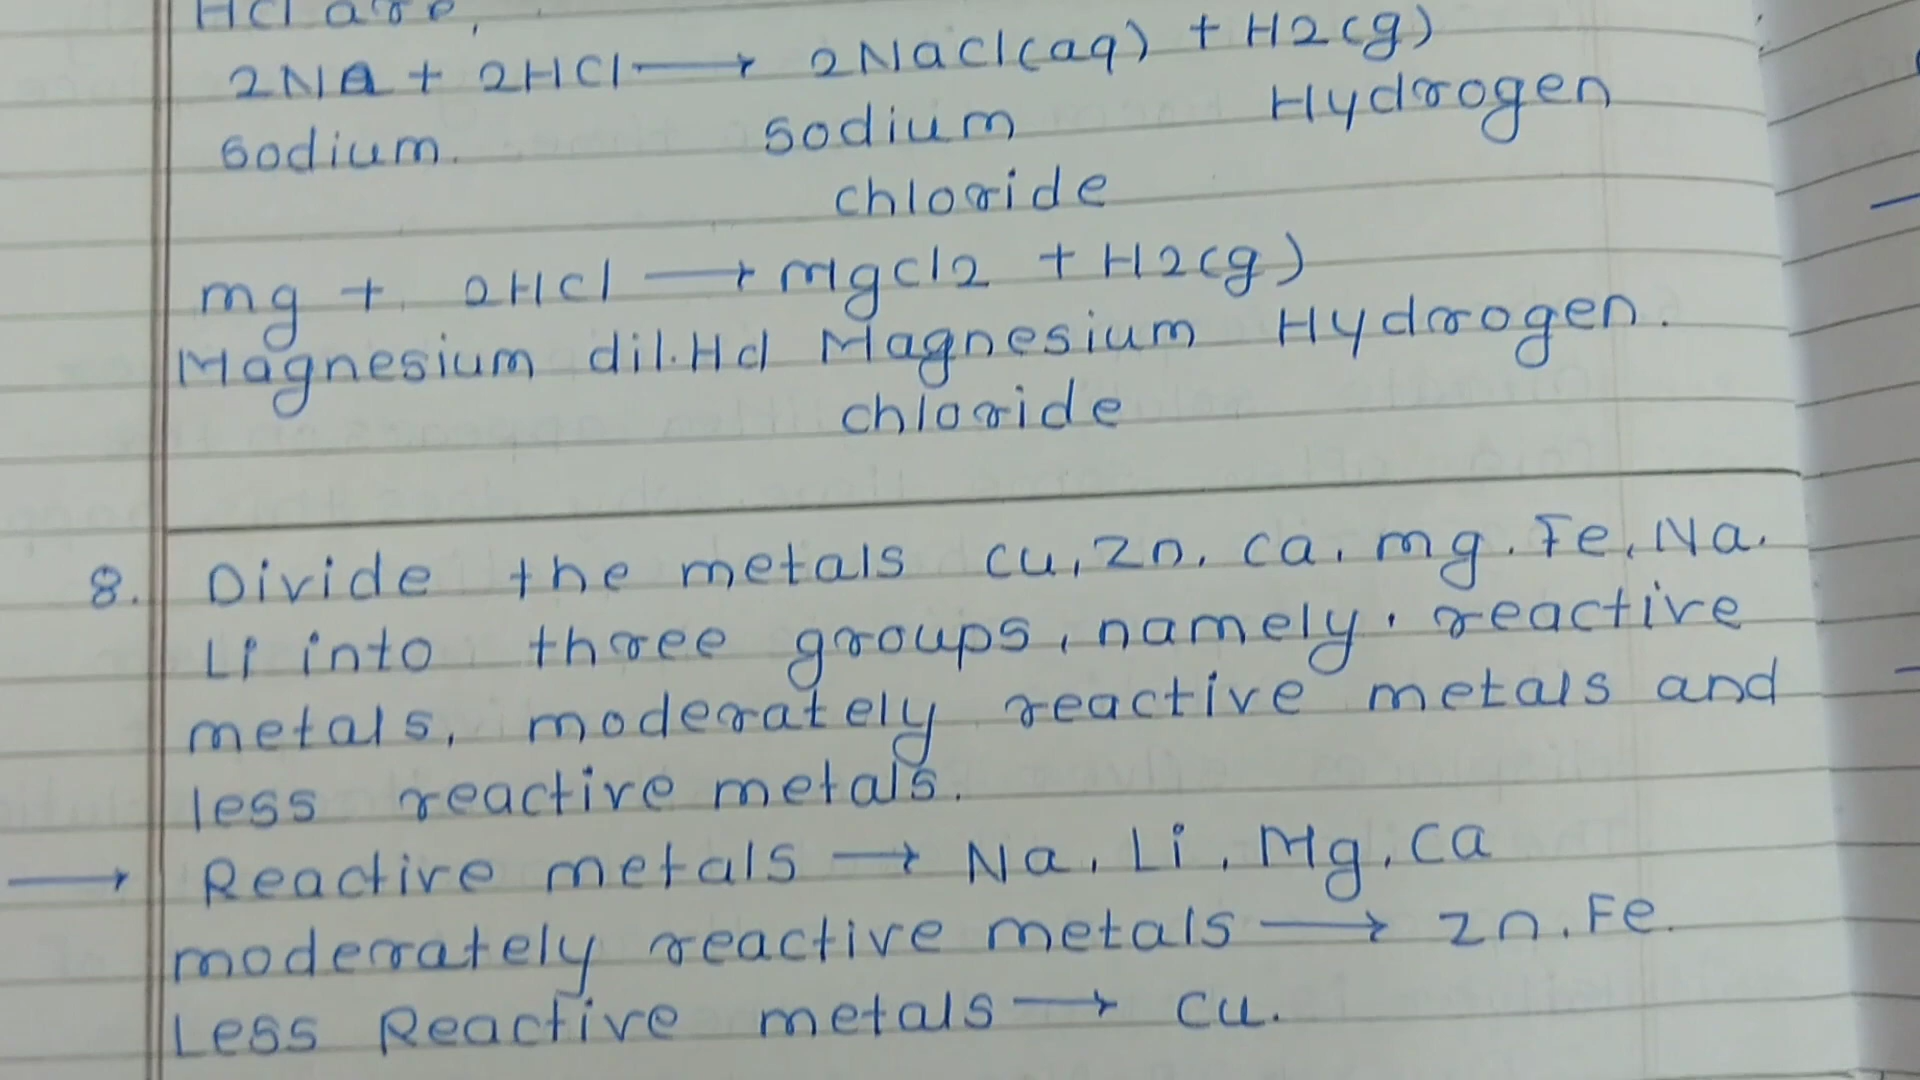 HCl are,
2Na + 2HCl → 2NaCl(aq) + H2(g)
sodium. sodium Hydrogen
chloride
mg + 2HCl → MgCl2 + H2(g)
Magnesium dil.Hcl Magnesium Hydrogen.
chloride
8. Divide the metals cu, zn, ca, mg, Fe, Na,
Li into three groups, namely, reactive
metals, moderately reactive metals and
less reactive metals.
→ Reactive metals → Na, Li, Mg, ca
moderately reactive metals → zn, Fe.
Less Reactive metals → cu.